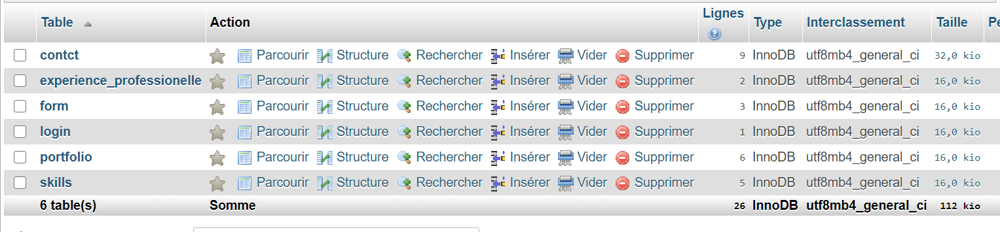 Table Action Lignes Type Interclassement Taille
contct Parcourir Structure Rechercher Insérer Vider Supprimer 9 InnoDB utf8mb4_general_ci 32,0 kio
experience_professionelle Parcourir Structure Rechercher Insérer Vider Supprimer 2 InnoDB utf8mb4_general_ci 16,0 kio
form Parcourir Structure Rechercher Insérer Vider Supprimer 3 InnoDB utf8mb4_general_ci 16,0 kio
login Parcourir Structure Rechercher Insérer Vider Supprimer 1 InnoDB utf8mb4_general_ci 16,0 kio
portfolio Parcourir Structure Rechercher Insérer Vider Supprimer 6 InnoDB utf8mb4_general_ci 16,0 kio
skills Parcourir Structure Rechercher Insérer Vider Supprimer 5 InnoDB utf8mb4_general_ci 16,0 kio
6 table(s) Somme 26 InnoDB utf8mb4_general_ci 112 kio